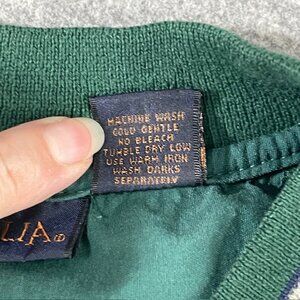 MACHINE WASH
COLD GENTLE
NO BLEACH
TUMBLE DRY LOW
USE WARM IRON
WASH DARKS
SEPARATELY
LIA®